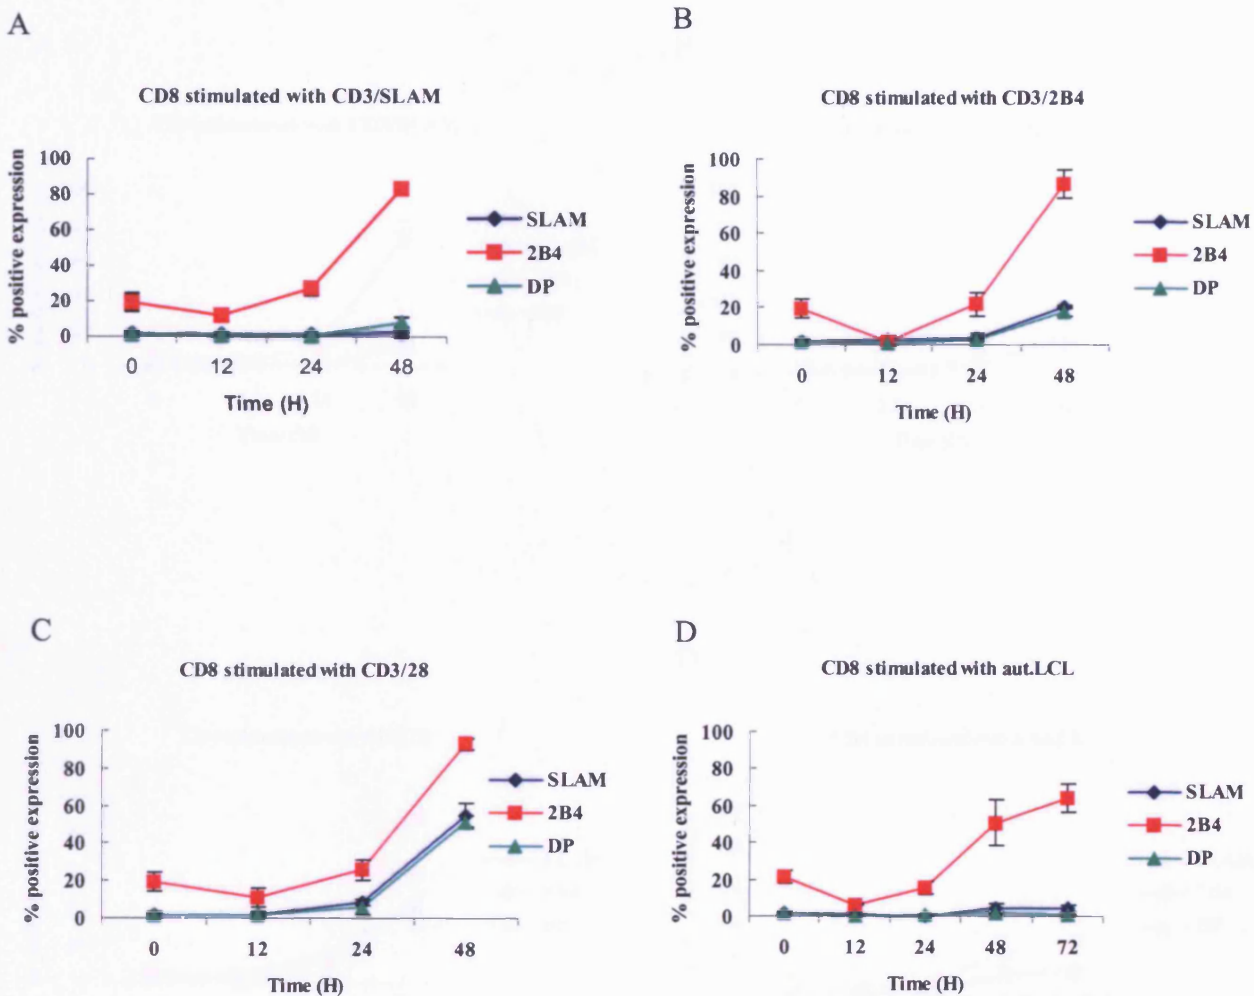 A
CD8 stimulated with CD3/SLAM
% positive expression
100
80
60
40
20
0
0 12 24 48
Time (H)
SLAM
2B4
DP
B
CD8 stimulated with CD3/2B4
% positive expression
100
80
60
40
20
0
0 12 24 48
Time (H)
SLAM
2B4
DP
C
CD8 stimulated with CD3/28
% positive expression
100
80
60
40
20
0
0 12 24 48
Time (H)
SLAM
2B4
DP
D
CD8 stimulated with aut.LCL
% positive expression
100
80
60
40
20
0
0 12 24 48 72
Time (H)
SLAM
2B4
DP